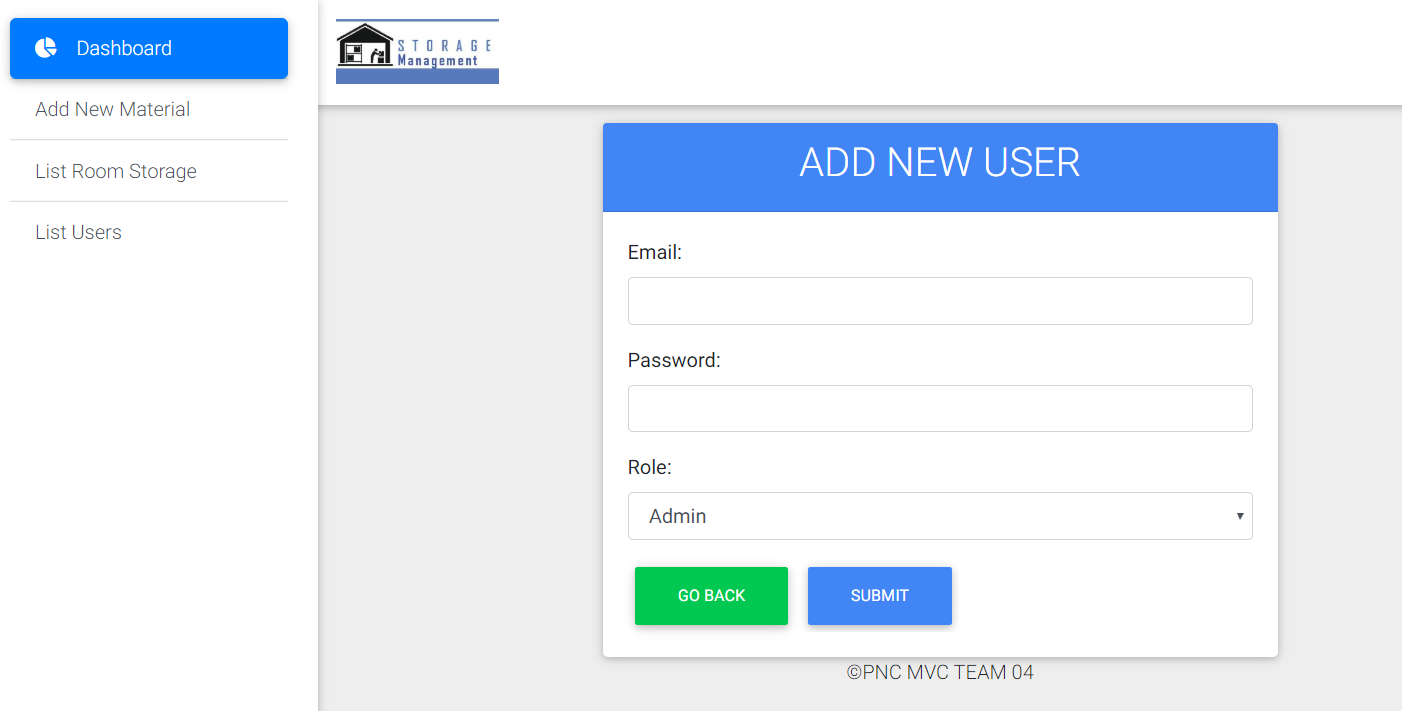 Dashboard
Add New Material
List Room Storage
List Users
STORAGE
Management
ADD NEW USER
Email:
Password:
Role:
Admin
GO BACK
SUBMIT
©PNC MVC TEAM 04